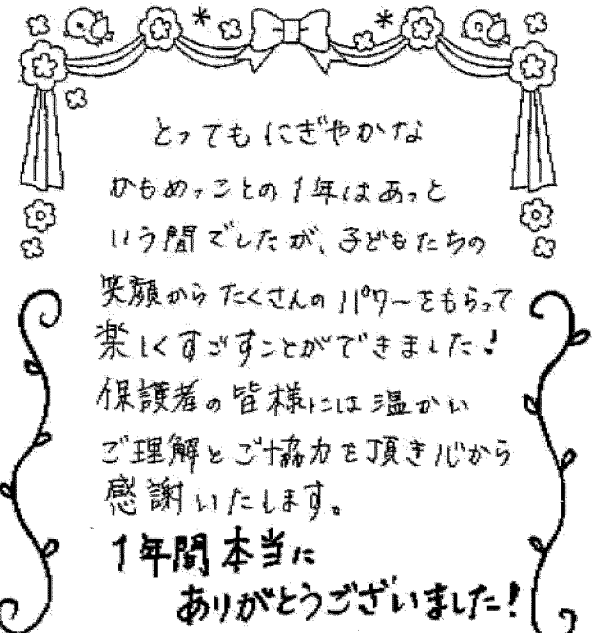 とってもにぎやかな
かもめっことの1年はあっと
いう間でしたが、子どもたちの
笑顔からたくさんのパワーをもらって
楽しくすごすことができました!
保護者の皆様には温かい
ご理解とご協力を頂き心から
感謝いたします。
1年間本当に
ありがとうございました!